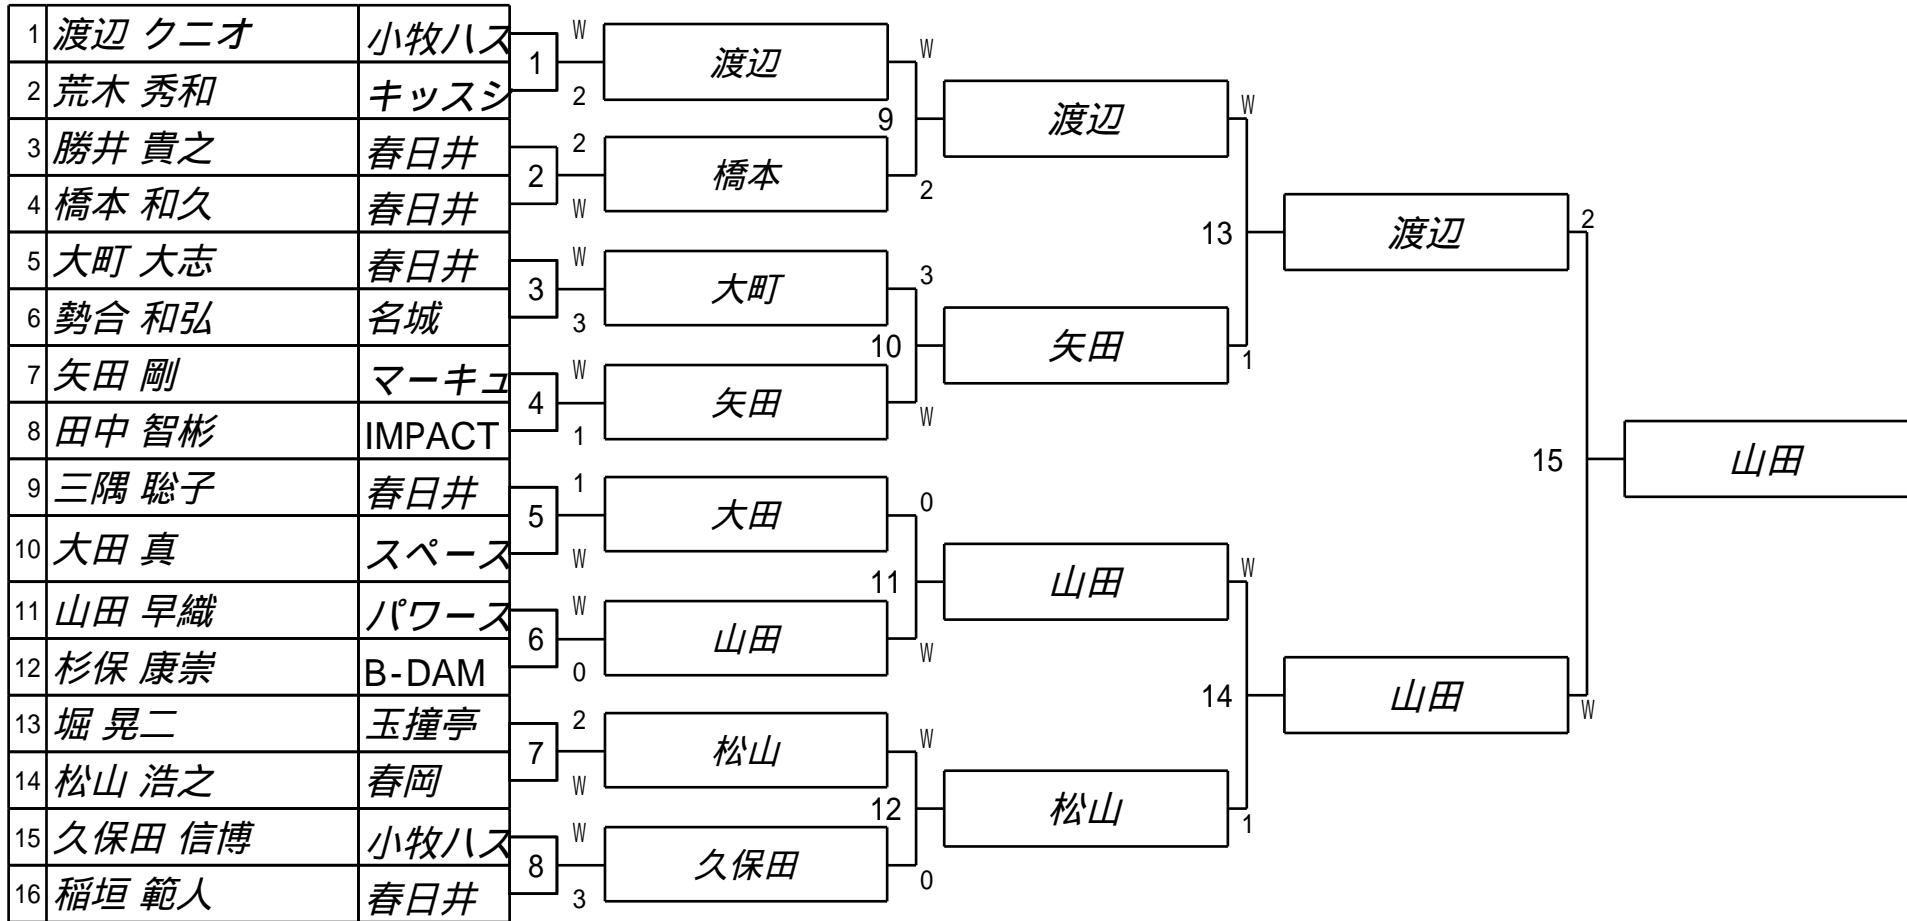 1 渡辺 クニオ 小牧ハス
2 荒木 秀和 キッスシ
3 勝井 貴之 春日井
4 橋本 和久 春日井
5 大町 大志 春日井
6 勢合 和弘 名城
7 矢田 剛 マーキュ
8 田中 智彬 IMPACT
9 三隅 聡子 春日井
10 大田 真 スペース
11 山田 早織 パワース
12 杉保 康崇 B-DAM
13 堀 晃二 玉撞亭
14 松山 浩之 春岡
15 久保田 信博 小牧ハス
16 稲垣 範人 春日井
1 W 2
2 2 W
3 W 3
4 W 1
5 1 W
6 W 0
7 2 W
8 W 3
渡辺 W
9
橋本 2
大町 3
10
矢田 W
大田 0
11
山田 W
松山 W
12
久保田 0
渡辺 W
13
矢田 1
山田 W
14
松山 1
渡辺 2
15
山田 W
山田